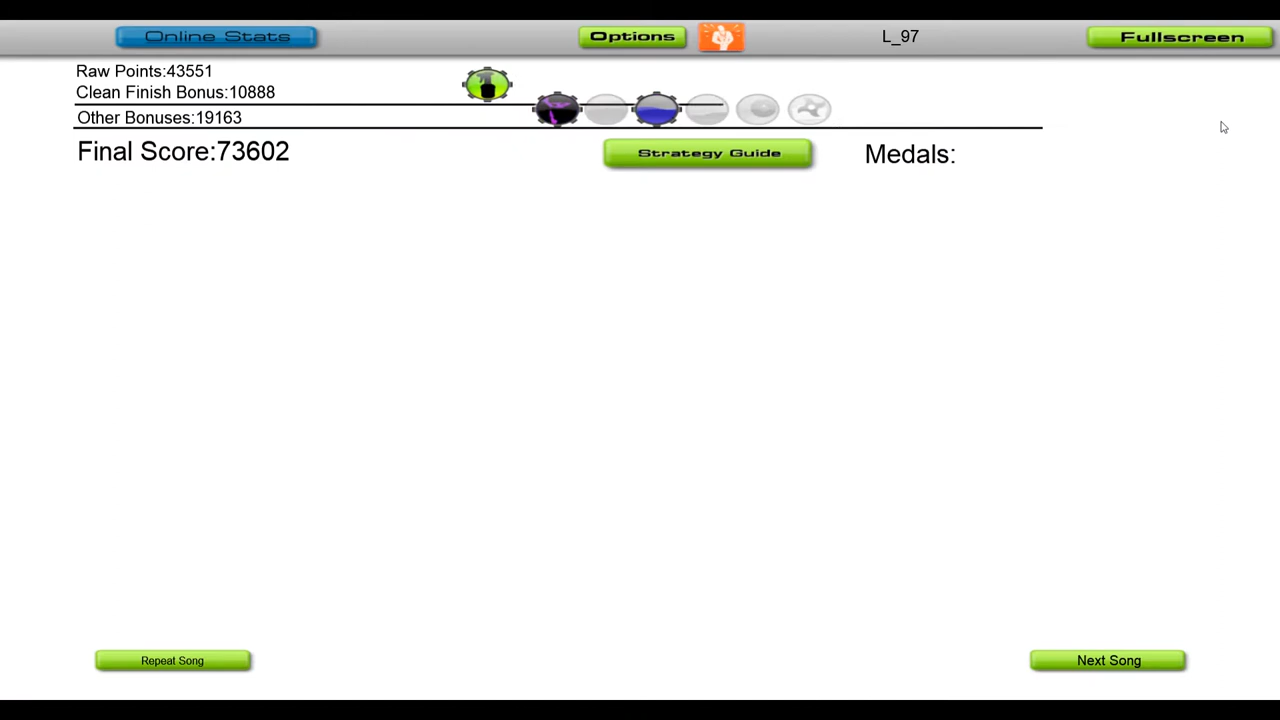 Online Stats
Options
L_97
Fullscreen
Raw Points:43551
Clean Finish Bonus:10888
Other Bonuses:19163
Final Score:73602
Strategy Guide
Medals:
Repeat Song
Next Song